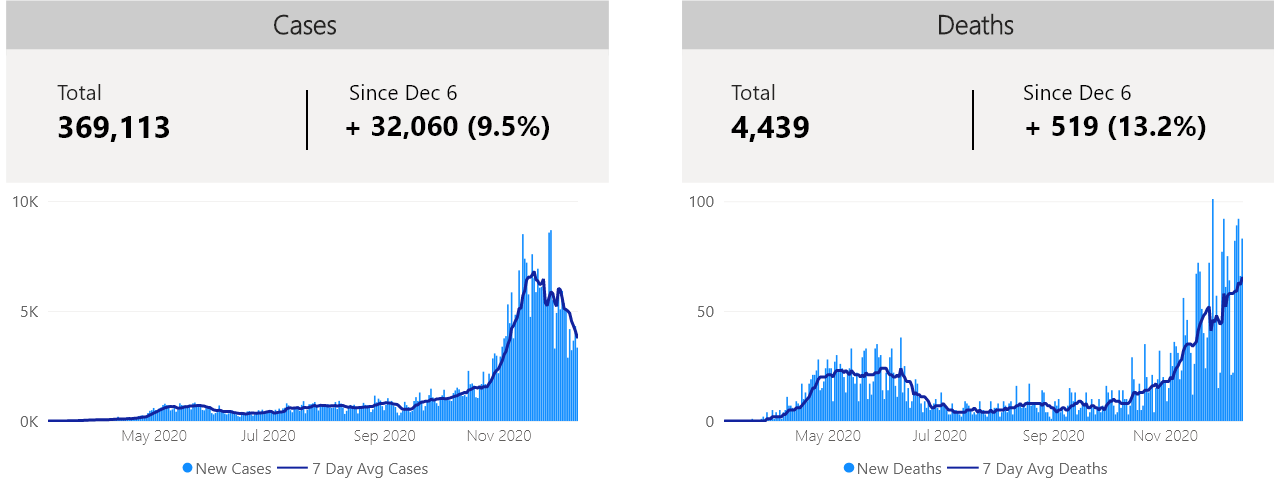 Cases
Total
369,113
Since Dec 6
+ 32,060 (9.5%)
10K
5K
0K
May 2020
Jul 2020
Sep 2020
Nov 2020
New Cases
7 Day Avg Cases
Deaths
Total
4,439
Since Dec 6
+ 519 (13.2%)
100
50
0
May 2020
Jul 2020
Sep 2020
Nov 2020
New Deaths
7 Day Avg Deaths